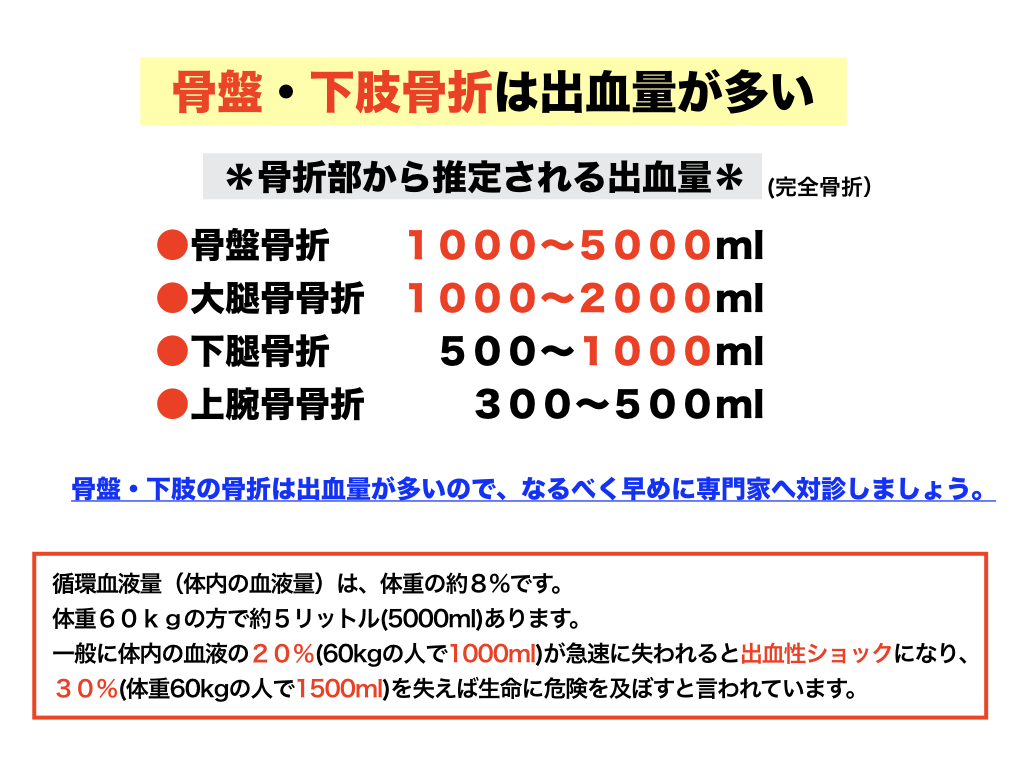 骨盤・下肢骨折は出血量が多い
＊骨折部から推定される出血量＊ (完全骨折）
●骨盤骨折 １０００〜５０００ml
●大腿骨骨折 １０００〜２０００ml
●下腿骨折 ５００〜１０００ml
●上腕骨骨折 ３００〜５００ml
骨盤・下肢の骨折は出血量が多いので、なるべく早めに専門家へ対診しましょう。
循環血液量（体内の血液量）は、体重の約８％です。
体重６０ｋｇの方で約５リットル(5000ml)あります。
一般に体内の血液の２０％(60kgの人で1000ml)が急速に失われると出血性ショックになり、
３０％(体重60kgの人で1500ml)を失えば生命に危険を及ぼすと言われています。